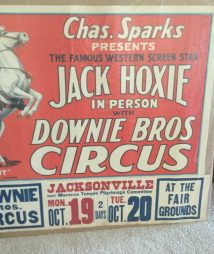 Chas. Sparks
PRESENTS
THE FAMOUS WESTERN SCREEN STAR
JACK HOXIE
IN PERSON
WITH
DOWNIE BROS
CIRCUS
WNIE
ROS.
RCUS
JACKSONVILLE
Morocco Temple Pilgrimage Committee
MON.
OCT. 19
2
DAYS
TUE.
OCT. 20
AT THE
FAIR
GROUNDS